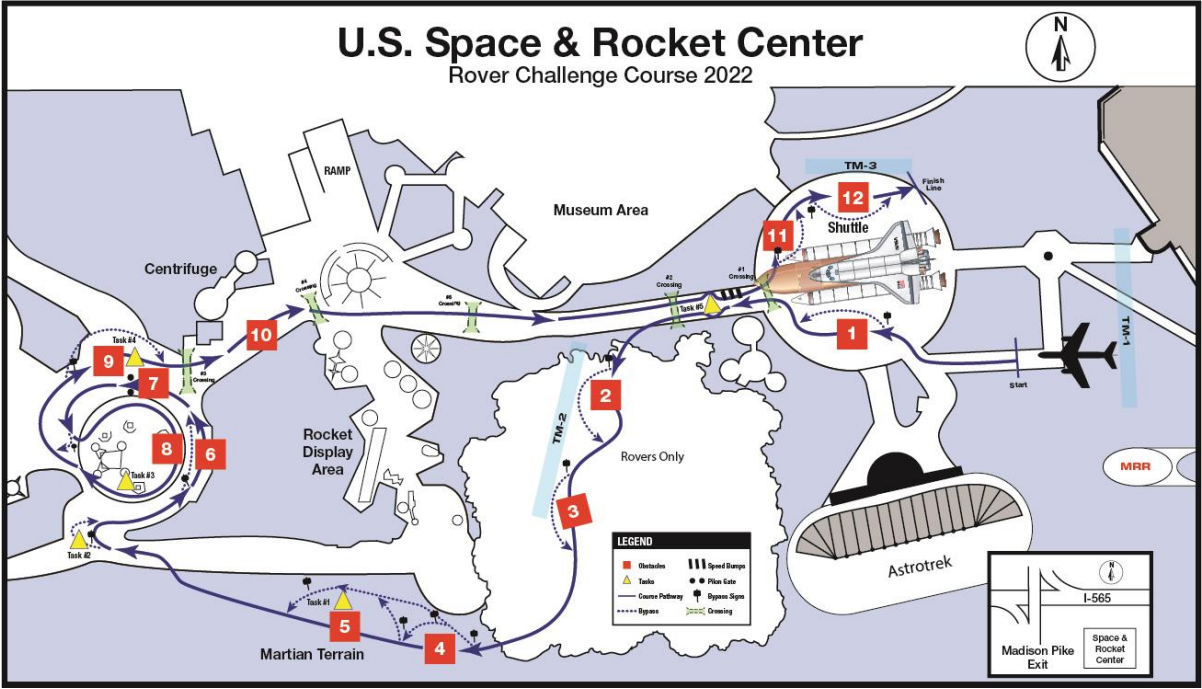 U.S. Space & Rocket Center
Rover Challenge Course 2022
N
RAMP
Museum Area
TM-3
Finish
Line
12
11
Shuttle
Centrifuge
#4
Crossing
#5
Crossing
#2
Crossing
#1
Crossing
Task #5
1
10
Task #4
9
7
#3
Crossing
Start
TM-1
2
TM-2
Rovers Only
Rocket
Display
Area
8
6
Task #3
3
MRR
Task #2
LEGEND
Obstacles
Speed Bumps
Tasks
Pilon Gate
Course Pathway
Bypass Signs
Bypass
Crossing
Astrotrek
Task #1
5
4
Martian Terrain
N
I-565
Madison Pike
Exit
Space &
Rocket
Center